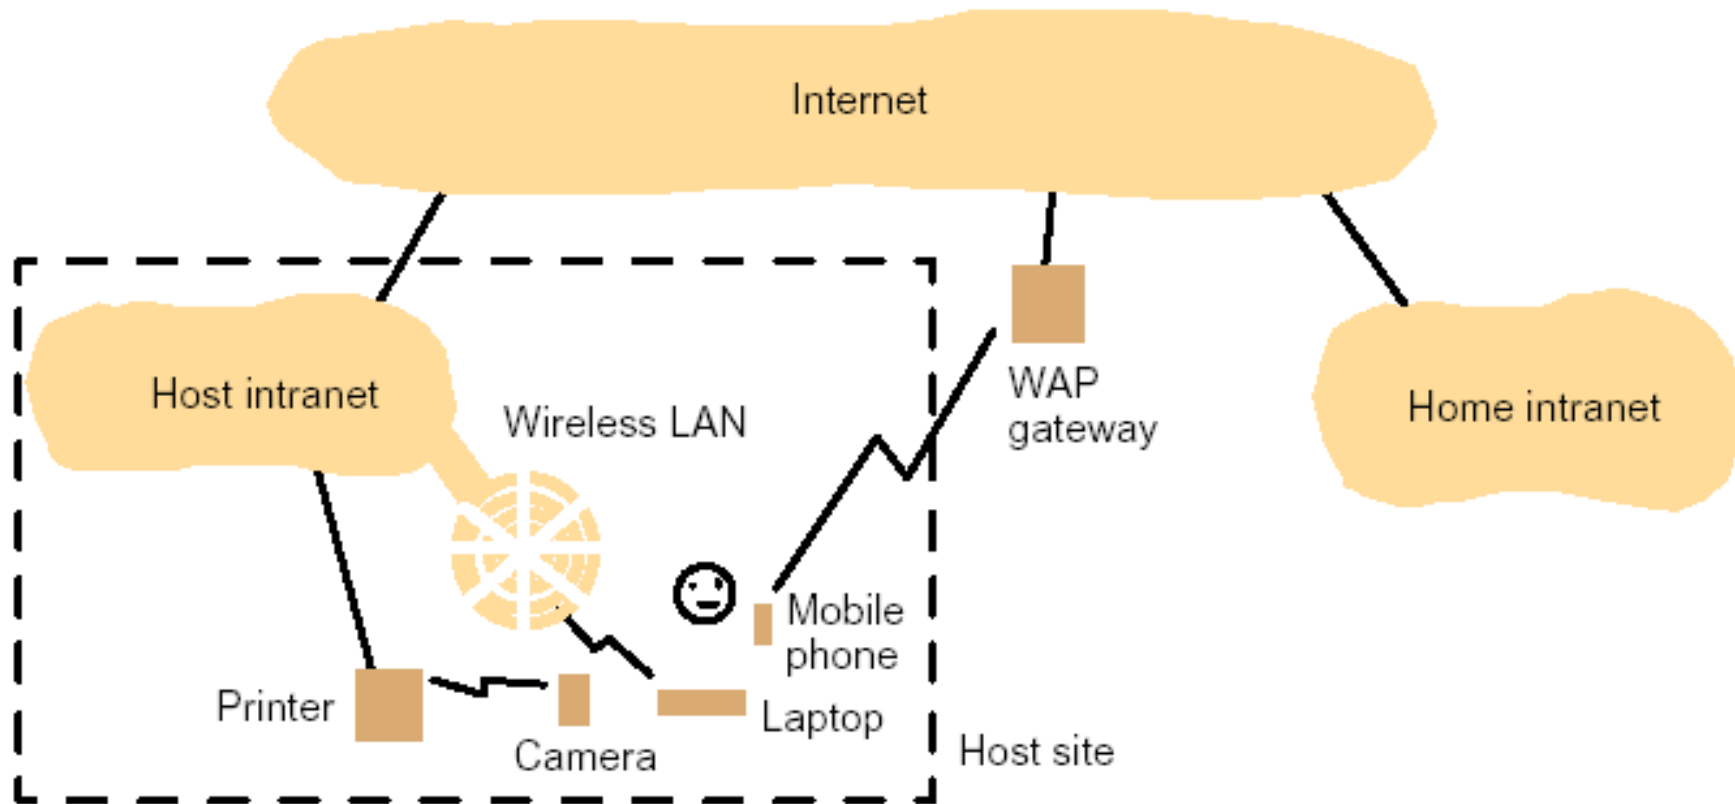 Internet
Host intranet
Wireless LAN
WAP
gateway
Home intranet
Mobile
phone
Printer
Laptop
Camera
Host site